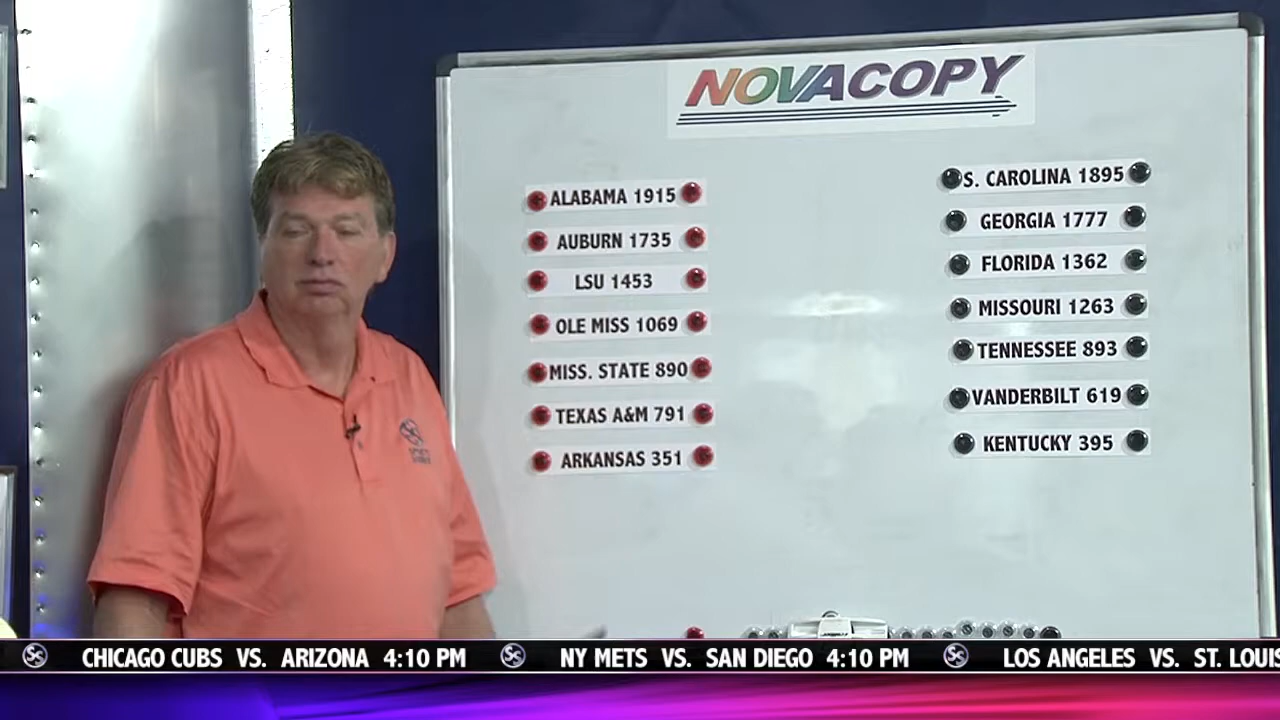 NOVACOPY
ALABAMA 1915
AUBURN 1735
LSU 1453
OLE MISS 1069
MISS. STATE 890
TEXAS A&M 791
ARKANSAS 351
S. CAROLINA 1895
GEORGIA 1777
FLORIDA 1362
MISSOURI 1263
TENNESSEE 893
VANDERBILT 619
KENTUCKY 395
CHICAGO CUBS VS. ARIZONA 4:10 PM NY METS VS. SAN DIEGO 4:10 PM LOS ANGELES VS. ST. LOUIS